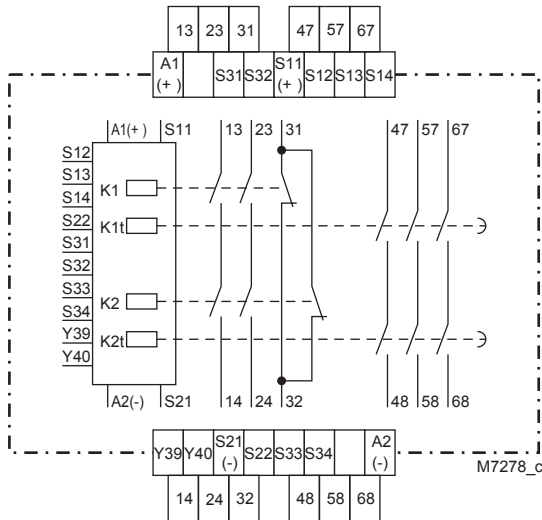 13 23 31 47 57 67
A1 (+) S31 S32 S11 (+) S12 S13 S14
A1(+) S11 13 23 31 47 57 67
S12
S13
S14
S22
S31
S32
S33
S34
Y39
Y40
K1
K1t
K2
K2t
A2(-) S21 14 24 32 48 58 68
Y39 Y40 S21 (-) S22 S33 S34 A2 (-)
14 24 32 48 58 68
M7278_c